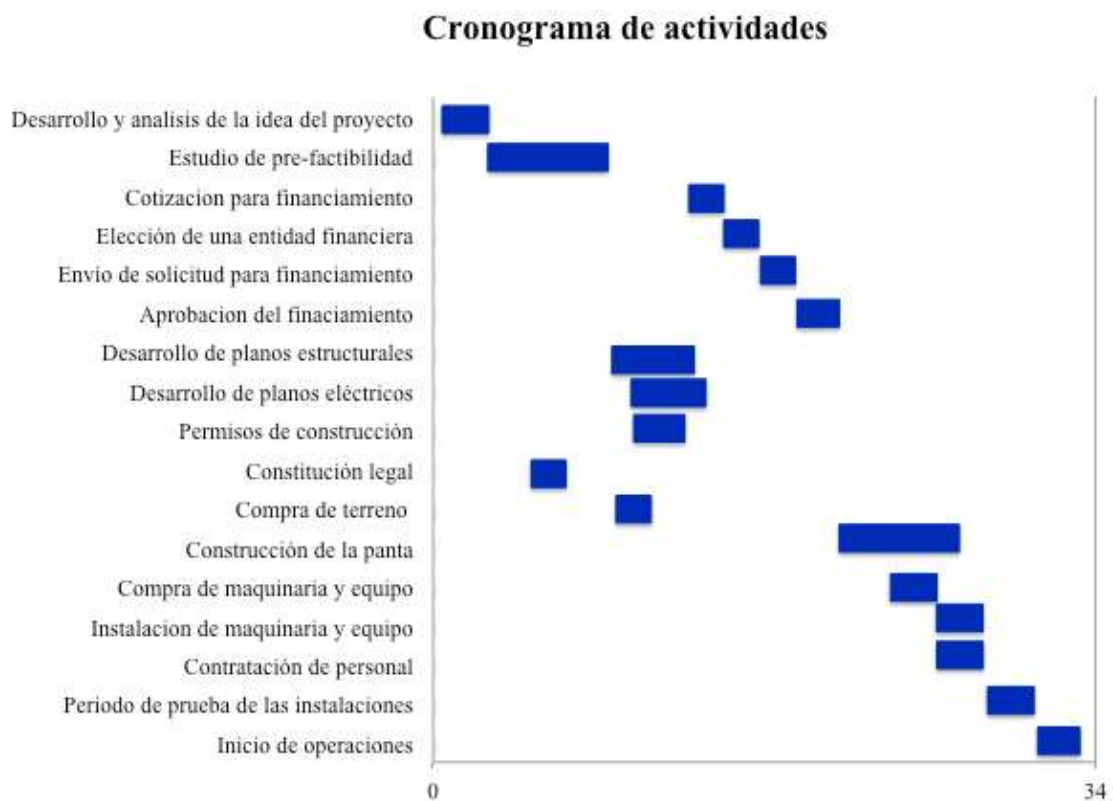 Cronograma de actividades
Desarrollo y analisis de la idea del proyecto
Estudio de pre-factibilidad
Cotizacion para financiamiento
Elección de una entidad financiera
Envio de solicitud para financiamiento
Aprobacion del finaciamiento
Desarrollo de planos estructurales
Desarrollo de planos eléctricos
Permisos de construcción
Constitución legal
Compra de terreno
Construcción de la panta
Compra de maquinaria y equipo
Instalacion de maquinaria y equipo
Contratación de personal
Periodo de prueba de las instalaciones
Inicio de operaciones
0 34